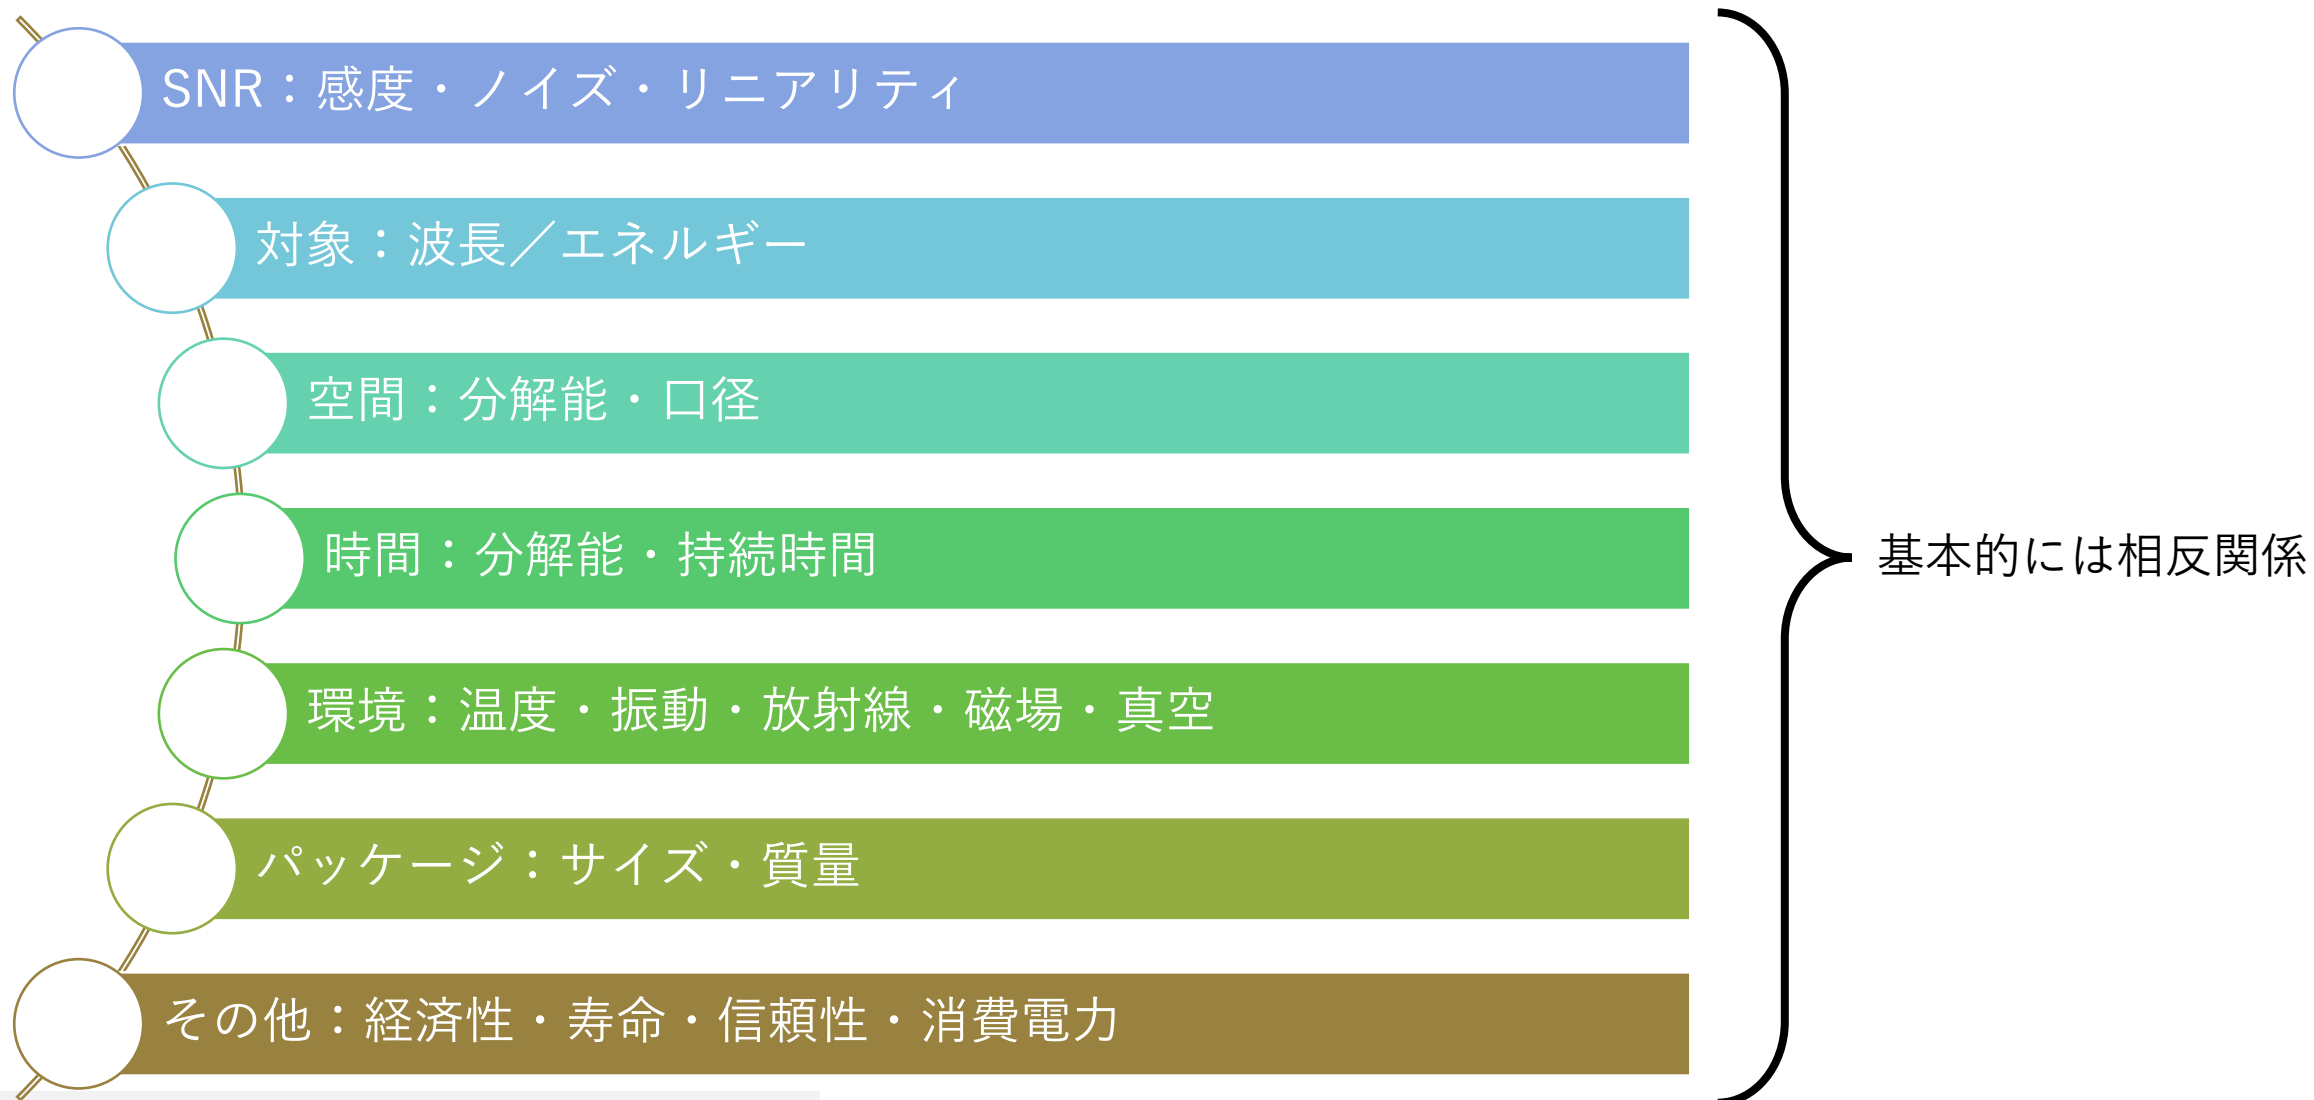 SNR：感度・ノイズ・リニアリティ
対象：波長／エネルギー
空間：分解能・口径
時間：分解能・持続時間
環境：温度・振動・放射線・磁場・真空
パッケージ：サイズ・質量
その他：経済性・寿命・信頼性・消費電力
基本的には相反関係